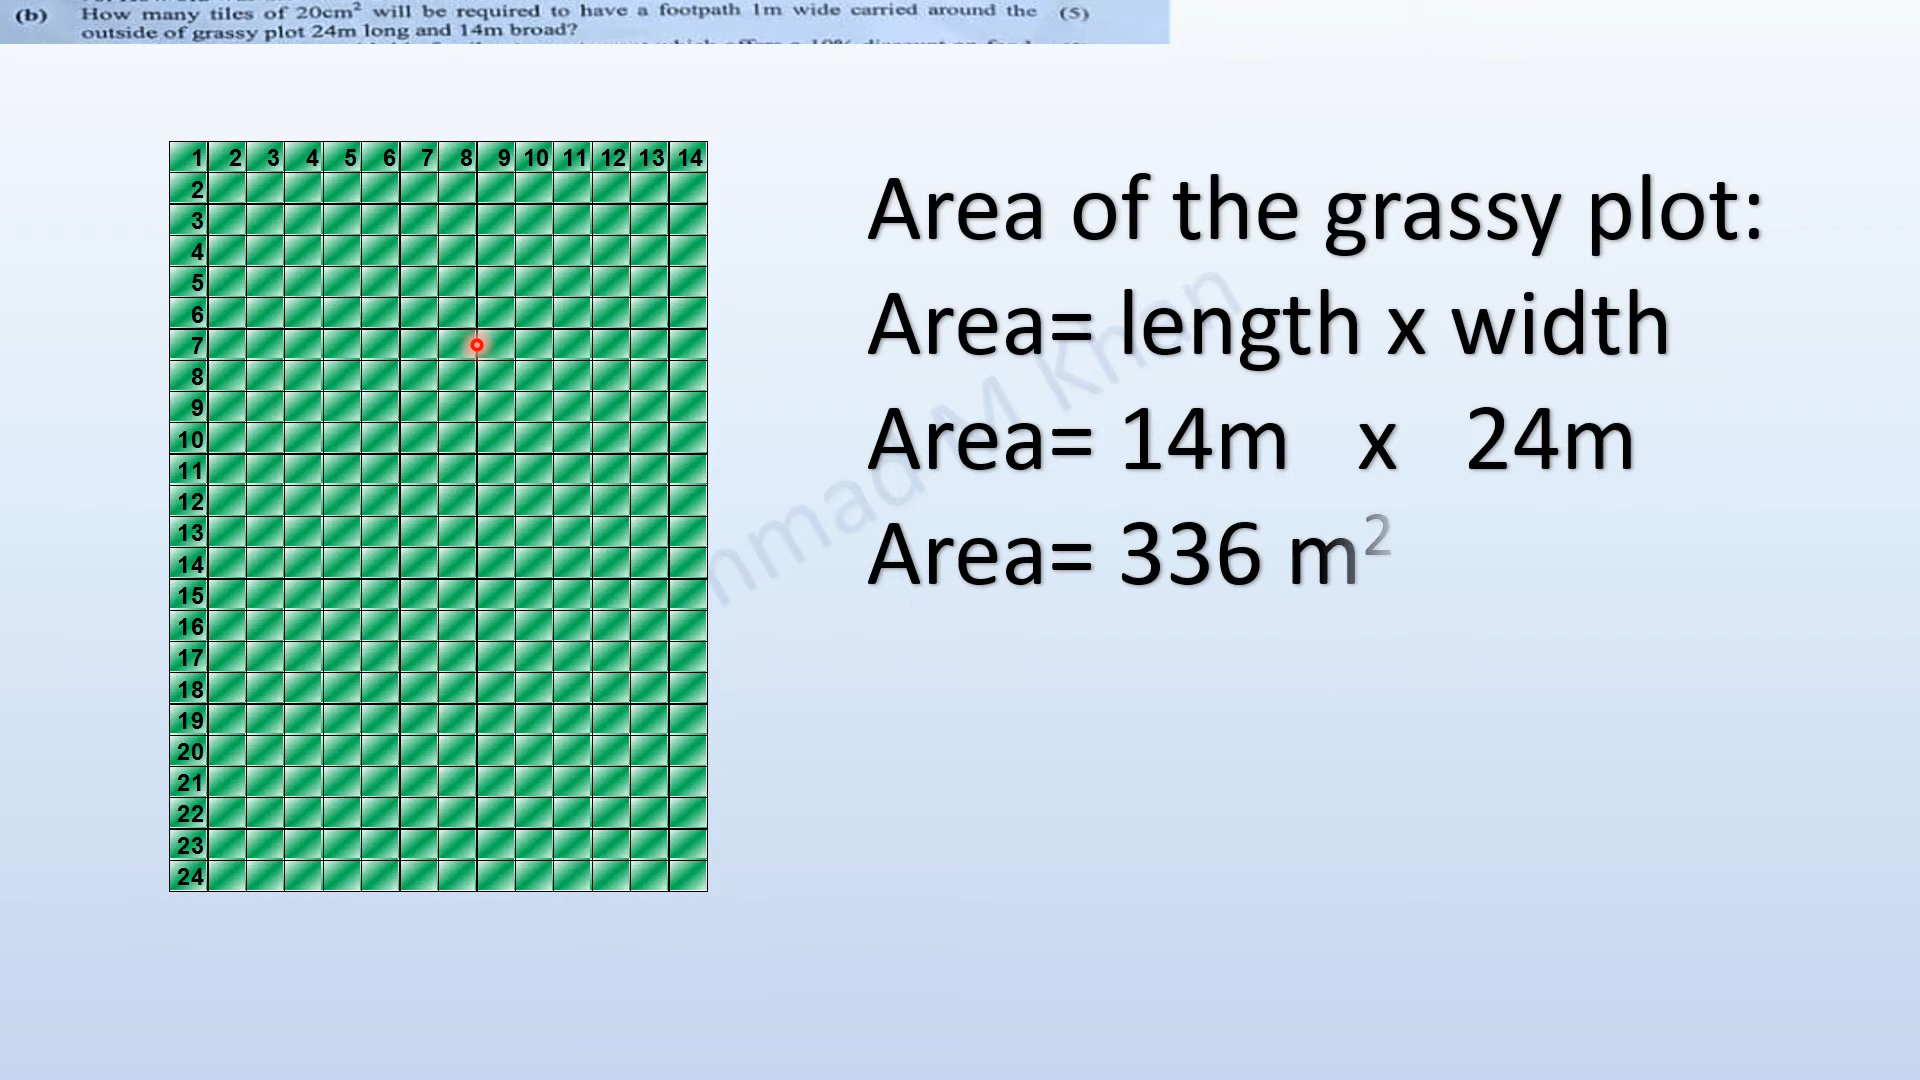 (b) How many tiles of 20cm² will be required to have a footpath 1m wide carried around the (5)
outside of grassy plot 24m long and 14m broad?
1 2 3 4 5 6 7 8 9 10 11 12 13 14
2
3
4
5
6
7
8
9
10
11
12
13
14
15
16
17
18
19
20
21
22
23
24
Area of the grassy plot:
Area= length x width
Area= 14m x 24m
Area= 336 m²
M Khan